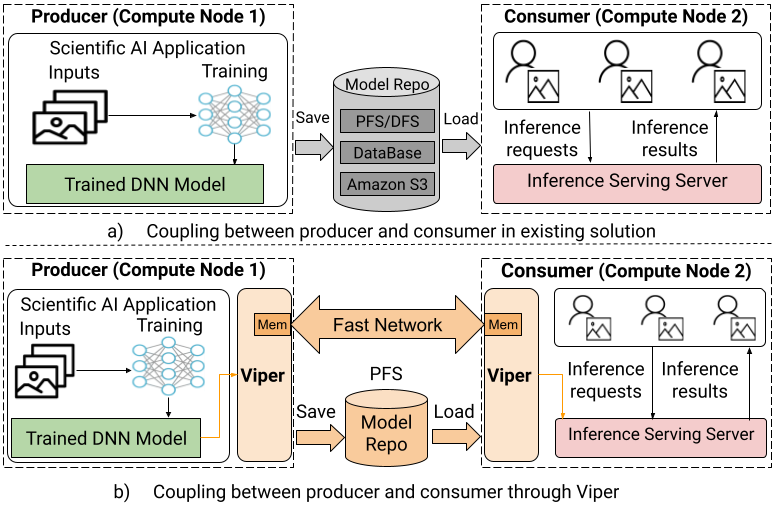 Producer (Compute Node 1)
Scientific AI Application
Inputs
Training
Trained DNN Model
Save
Model Repo
PFS/DFS
DataBase
Amazon S3
Load
Consumer (Compute Node 2)
Inference
requests
Inference
results
Inference Serving Server
a) Coupling between producer and consumer in existing solution
Producer (Compute Node 1)
Scientific AI Application
Inputs
Training
Trained DNN Model
Mem
Viper
Fast Network
PFS
Save
Model
Repo
Load
Consumer (Compute Node 2)
Mem
Viper
Inference
requests
Inference
results
Inference Serving Server
b) Coupling between producer and consumer through Viper